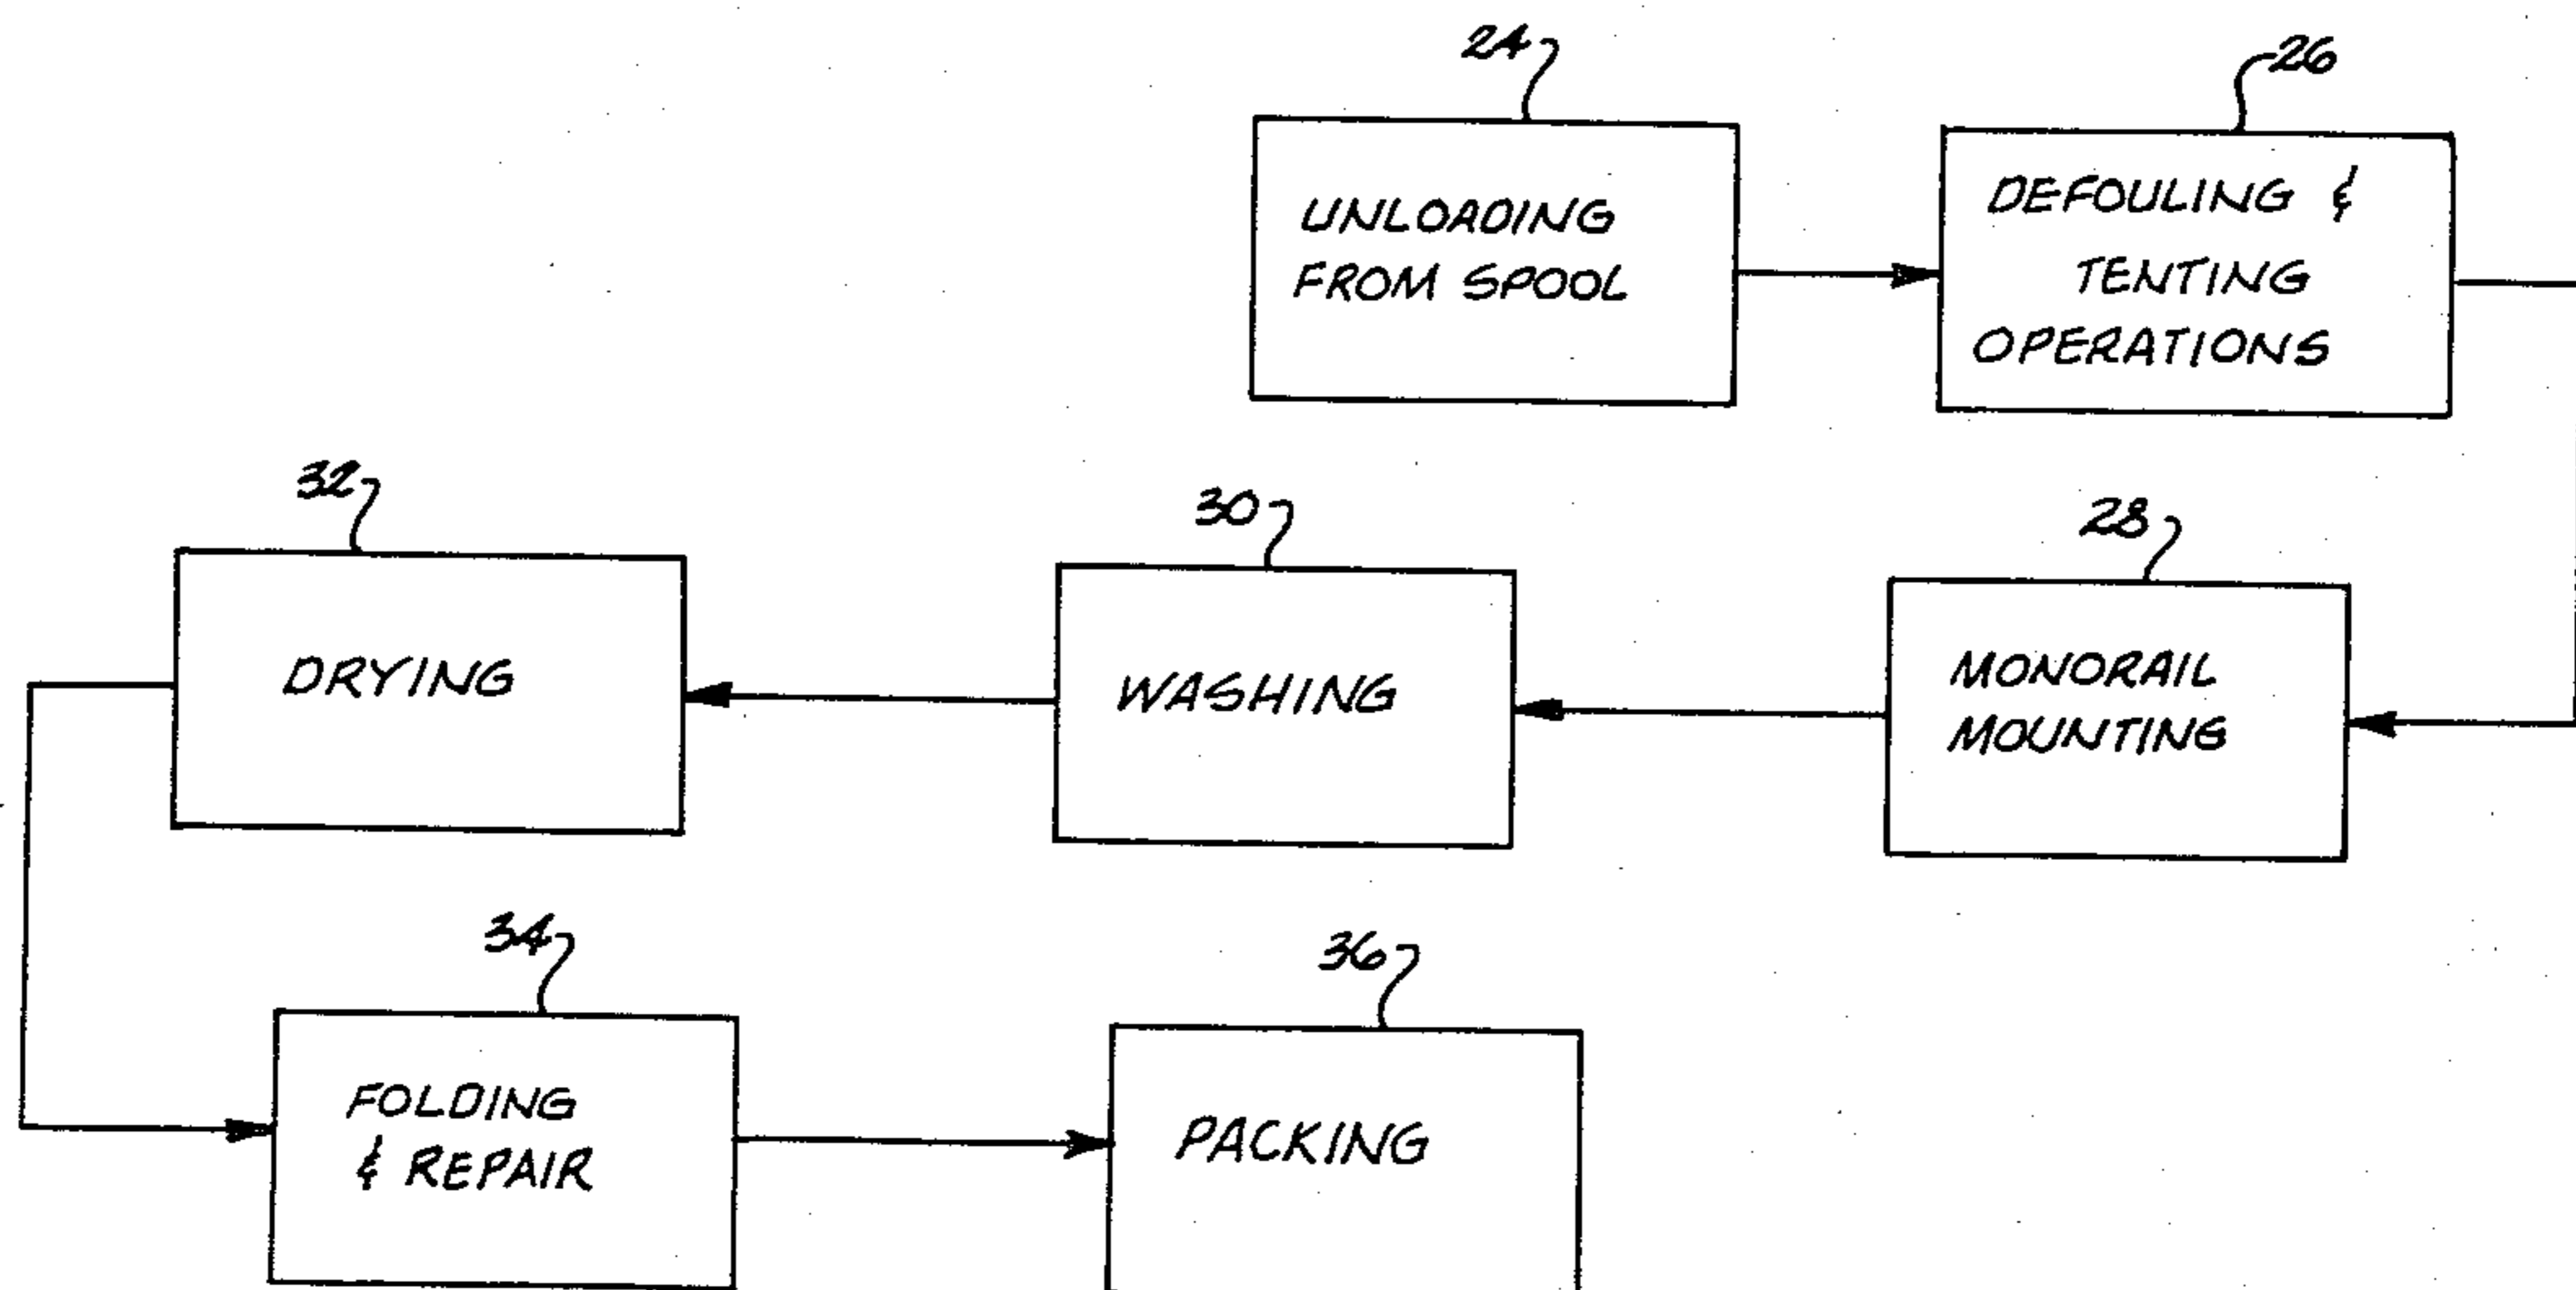 24
26
UNLOADING
FROM SPOOL
DEFOULING &
TENTING
OPERATIONS
32
30
28
DRYING
WASHING
MONORAIL
MOUNTING
34
36
FOLDING
& REPAIR
PACKING